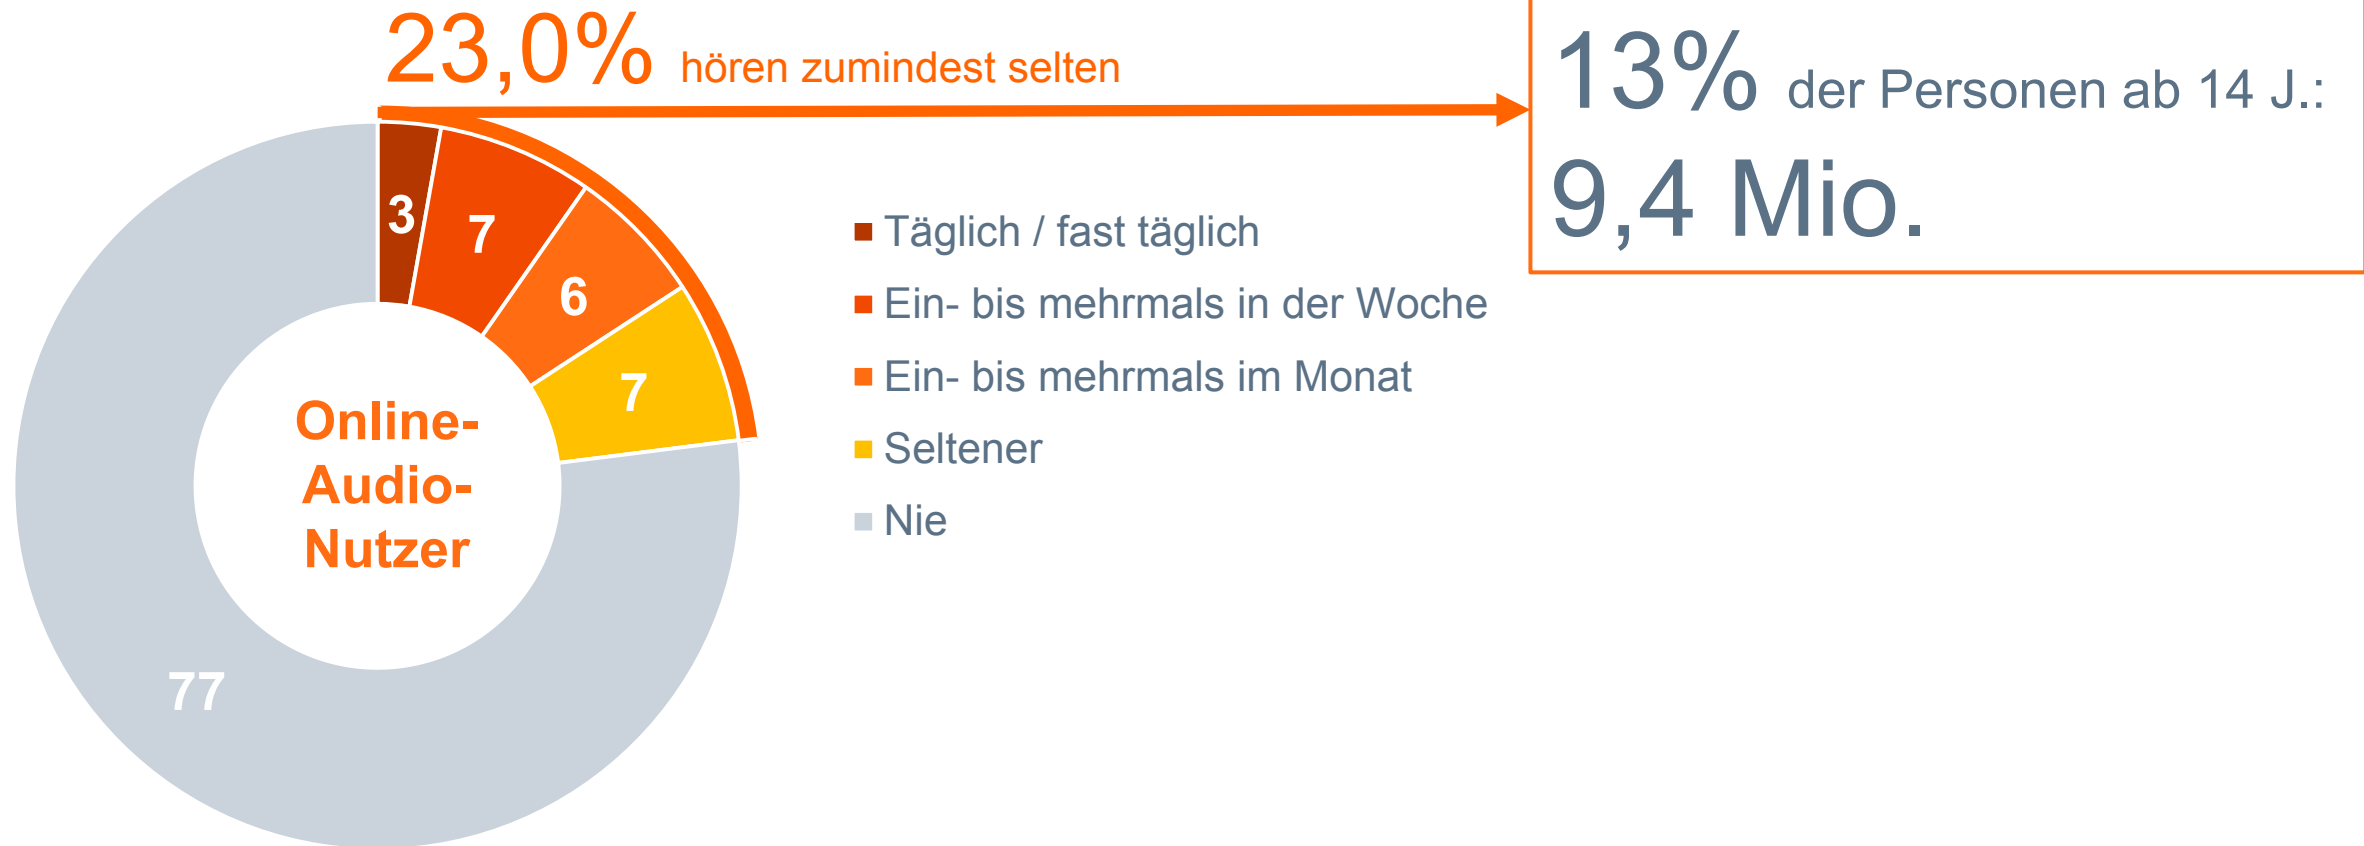 23,0% hören zumindest selten
13% der Personen ab 14 J.:
9,4 Mio.
3
7
6
7
77
Online-
Audio-
Nutzer
Täglich / fast täglich
Ein- bis mehrmals in der Woche
Ein- bis mehrmals im Monat
Seltener
Nie